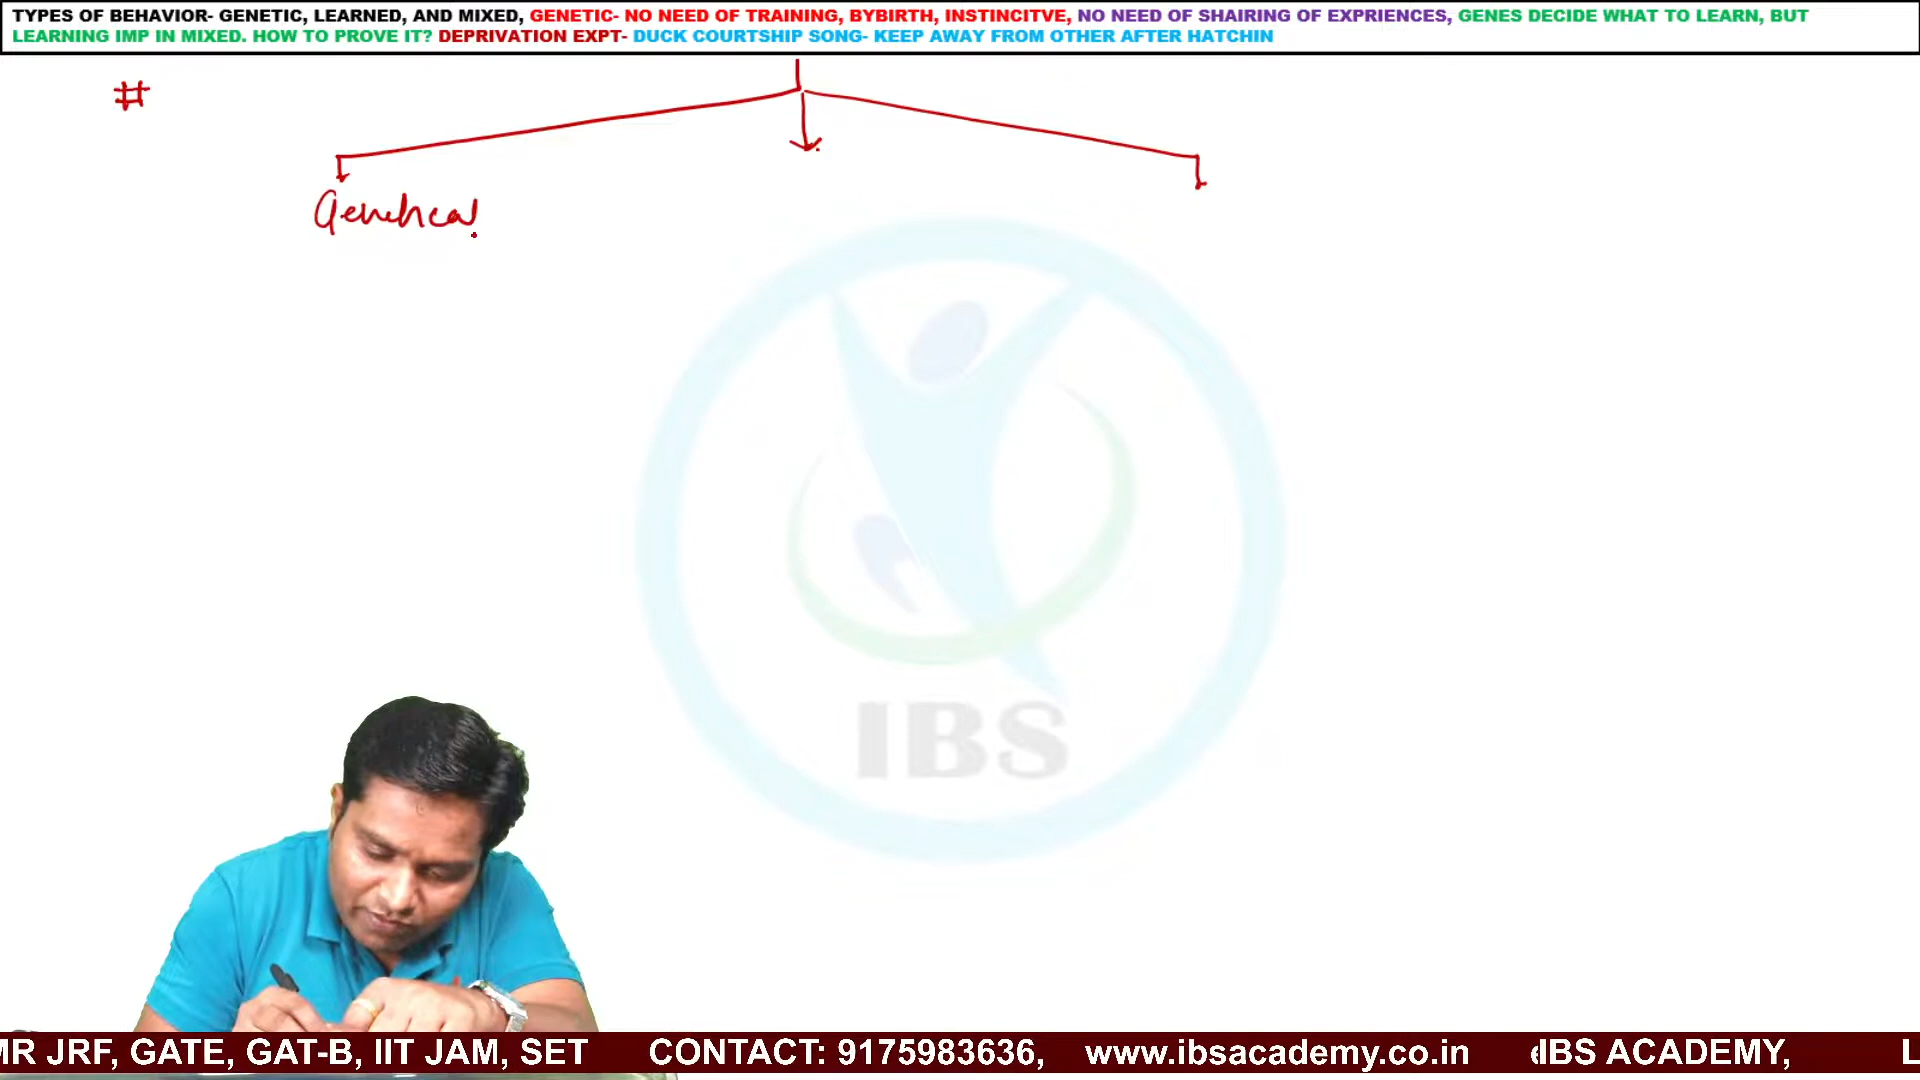 TYPES OF BEHAVIOR- GENETIC, LEARNED, AND MIXED, GENETIC- NO NEED OF TRAINING, BYBIRTH, INSTINCITVE, NO NEED OF SHAIRING OF EXPRIENCES, GENES DECIDE WHAT TO LEARN, BUT
LEARNING IMP IN MIXED. HOW TO PROVE IT? DEPRIVATION EXPT- DUCK COURTSHIP SONG- KEEP AWAY FROM OTHER AFTER HATCHIN
#
Genetical
IBS
MR JRF, GATE, GAT-B, IIT JAM, SET CONTACT: 9175983636, www.ibsacademy.co.in IBS ACADEMY, L